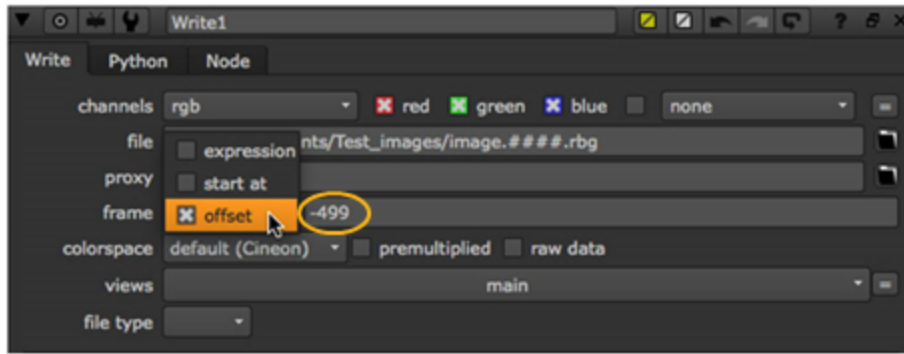 Write1 ?
Write Python Node
channels rgb red green blue none =
file nts/Test_images/image.####.rbg
expression
proxy start at
frame offset -499
colorspace default (Cineon) premultiplied raw data
views main =
file type